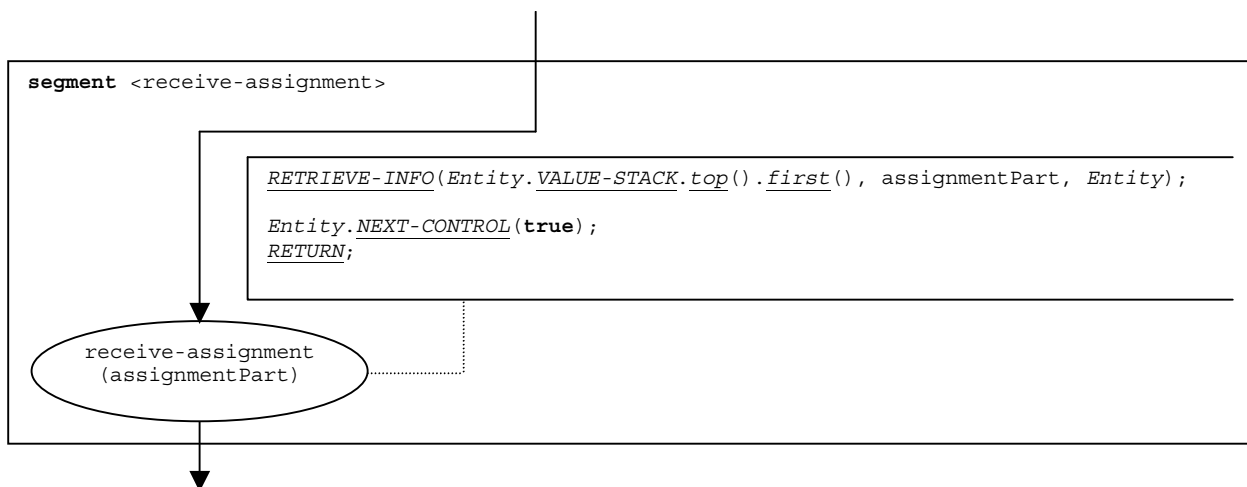 segment <receive-assignment>
RETRIEVE-INFO(Entity.VALUE-STACK.top().first(), assignmentPart, Entity);
Entity.NEXT-CONTROL(true);
RETURN;
receive-assignment
(assignmentPart)